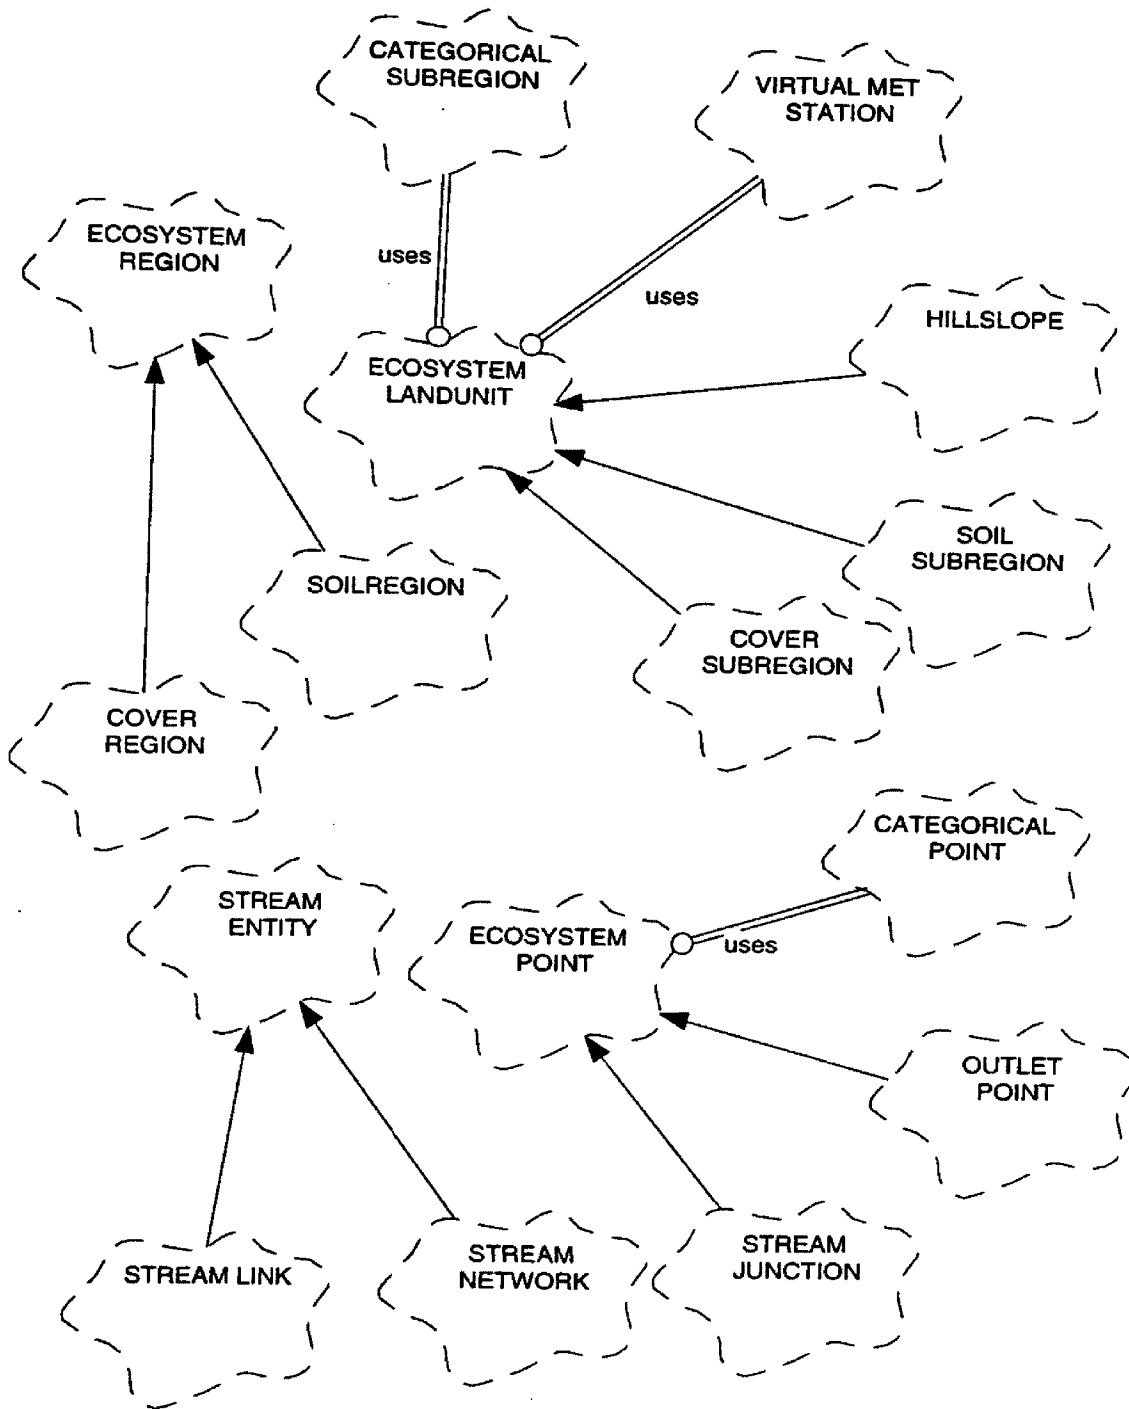 CATEGORICAL
SUBREGION
VIRTUAL MET
STATION
ECOSYSTEM
REGION
uses
uses
HILLSLOPE
ECOSYSTEM
LANDUNIT
SOIL
SUBREGION
SOILREGION
COVER
SUBREGION
COVER
REGION
CATEGORICAL
POINT
STREAM
ENTITY
ECOSYSTEM
POINT
uses
OUTLET
POINT
STREAM LINK
STREAM
NETWORK
STREAM
JUNCTION